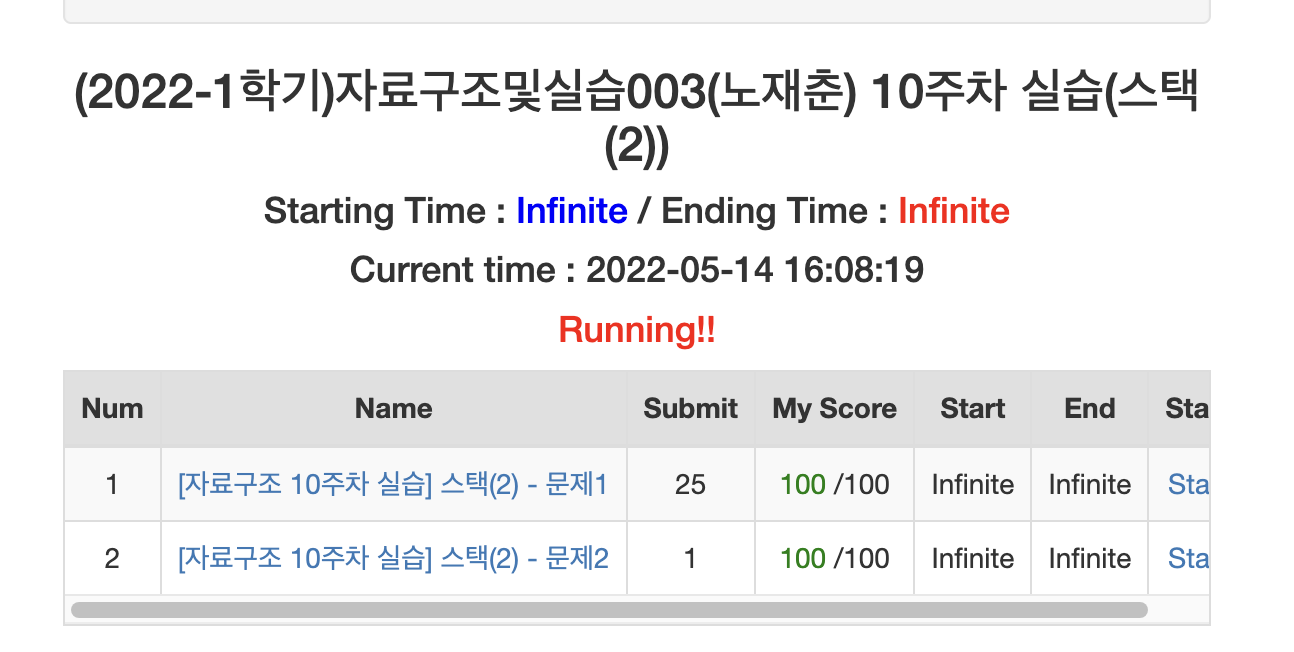 (2022-1학기)자료구조및실습003(노재춘) 10주차 실습(스택
(2))
Starting Time : Infinite / Ending Time : Infinite
Current time : 2022-05-14 16:08:19
Running!!
Num Name Submit My Score Start End Sta
1 [자료구조 10주차 실습] 스택(2) - 문제1 25 100 /100 Infinite Infinite Sta
2 [자료구조 10주차 실습] 스택(2) - 문제2 1 100 /100 Infinite Infinite Sta